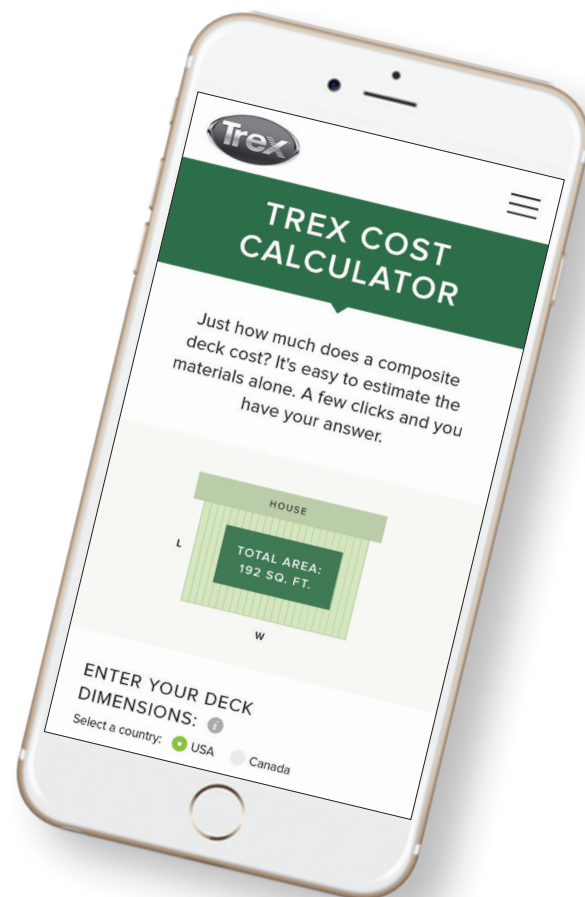 Trex
TREX COST
CALCULATOR
Just how much does a composite
deck cost? It's easy to estimate the
materials alone. A few clicks and you
have your answer.
HOUSE
L
TOTAL AREA:
192 SQ. FT.
W
ENTER YOUR DECK
DIMENSIONS: i
Select a country: USA Canada